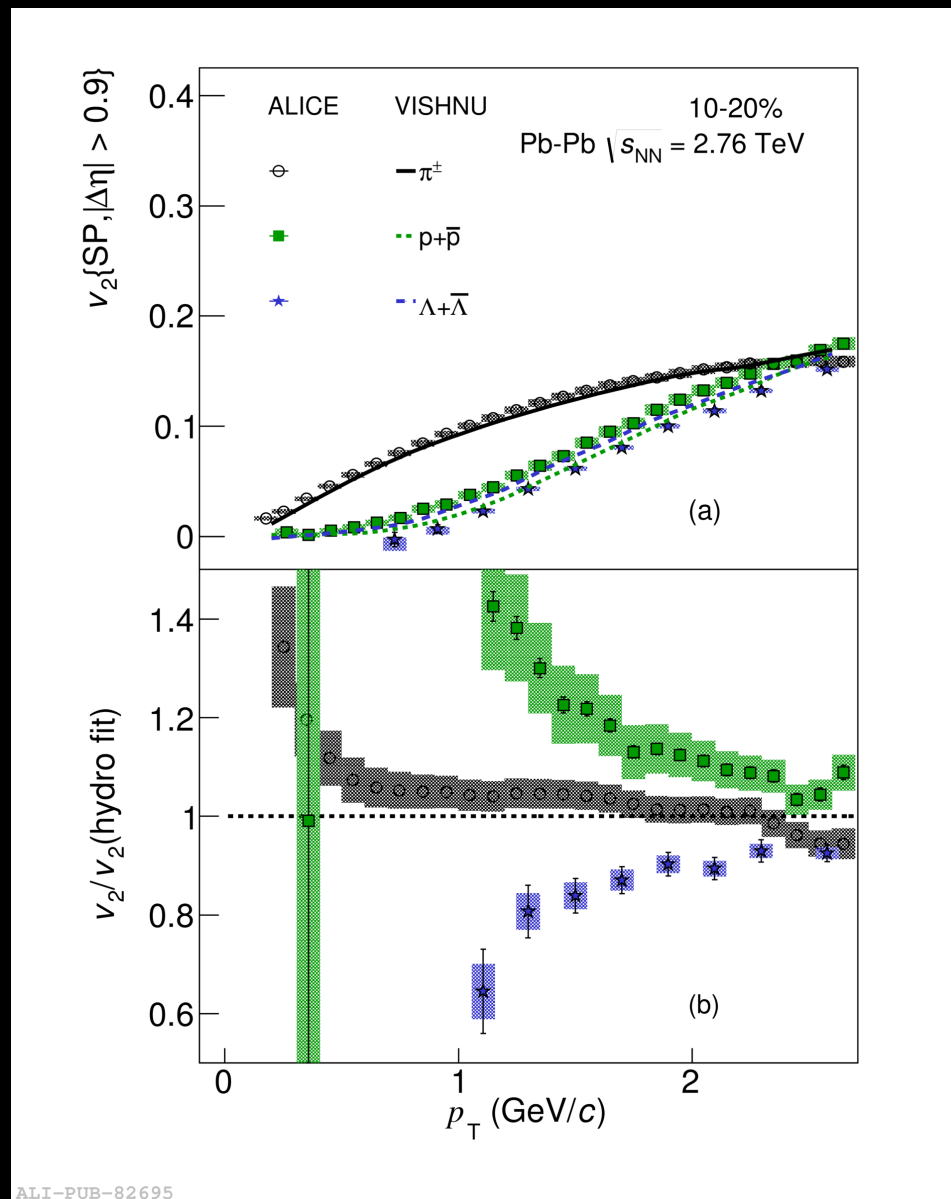 v2{SP,|Δη| > 0.9}
0.4
0.3
0.2
0.1
0
ALICE VISHNU
π±
p+p̅
Λ+Λ̅
10-20%
Pb-Pb √sNN = 2.76 TeV
(a)
v2/v2(hydro fit)
1.4
1.2
1
0.8
0.6
(b)
0 1 2
pT (GeV/c)
ALI-PUB-82695